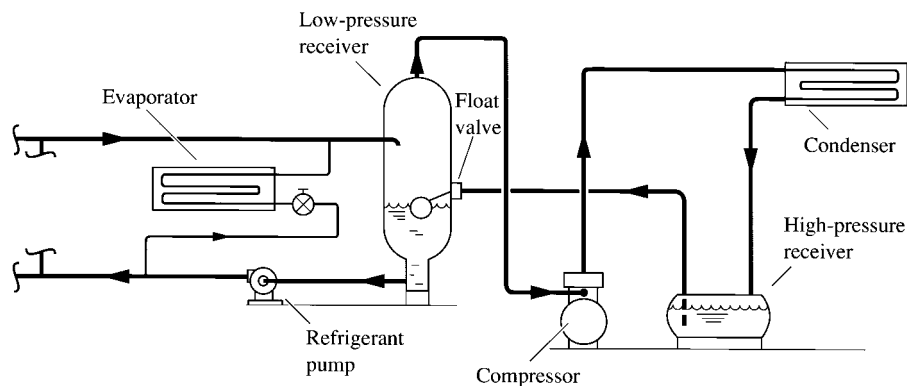 Low-pressure
receiver
Evaporator
Float
valve
Condenser
High-pressure
receiver
Refrigerant
pump
Compressor